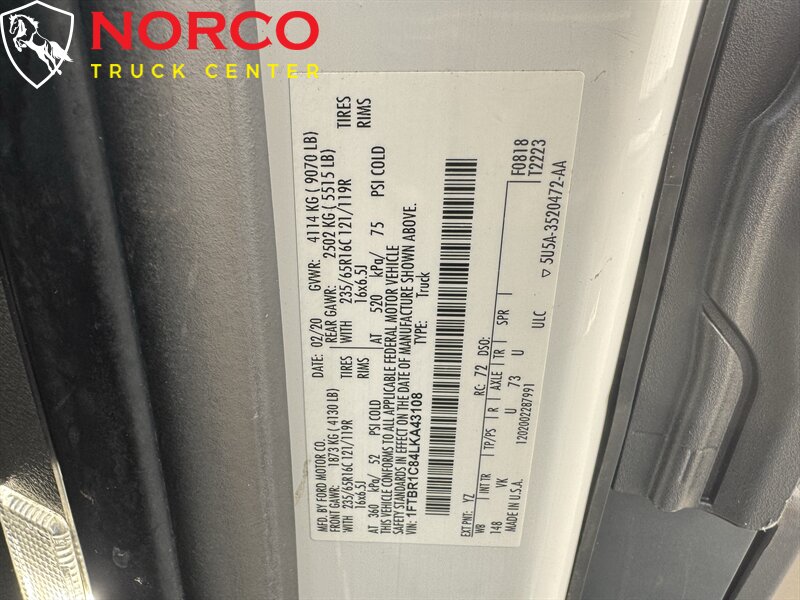 NORCO
TRUCK CENTER
MFD. BY FORD MOTOR CO. DATE: 02/20 GVWR: 4114 KG ( 9070 LB)
FRONT GAWR: 1873 KG ( 4130 LB) REAR GAWR: 2502 KG ( 5515 LB)
WITH 235/65R16C 121/119R TIRES WITH 235/65R16C 121/119R TIRES
16x6.5J RIMS 16x6.5J RIMS
AT 360 kPa/ 52 PSI COLD AT 520 kPa/ 75 PSI COLD
THIS VEHICLE CONFORMS TO ALL APPLICABLE FEDERAL MOTOR VEHICLE
SAFETY STANDARDS IN EFFECT ON THE DATE OF MANUFACTURE SHOWN ABOVE.
VIN: 1FTBR1C84LKA43108 TYPE: Truck
EXT PNT: YZ RC: 72 DSO: F0818
WB INT TR TP/PS R AXLE TR SPR T2223
148 VK U 73 U
MADE IN U.S.A. 1202002287991 ULC 5U5A-3520472-AA